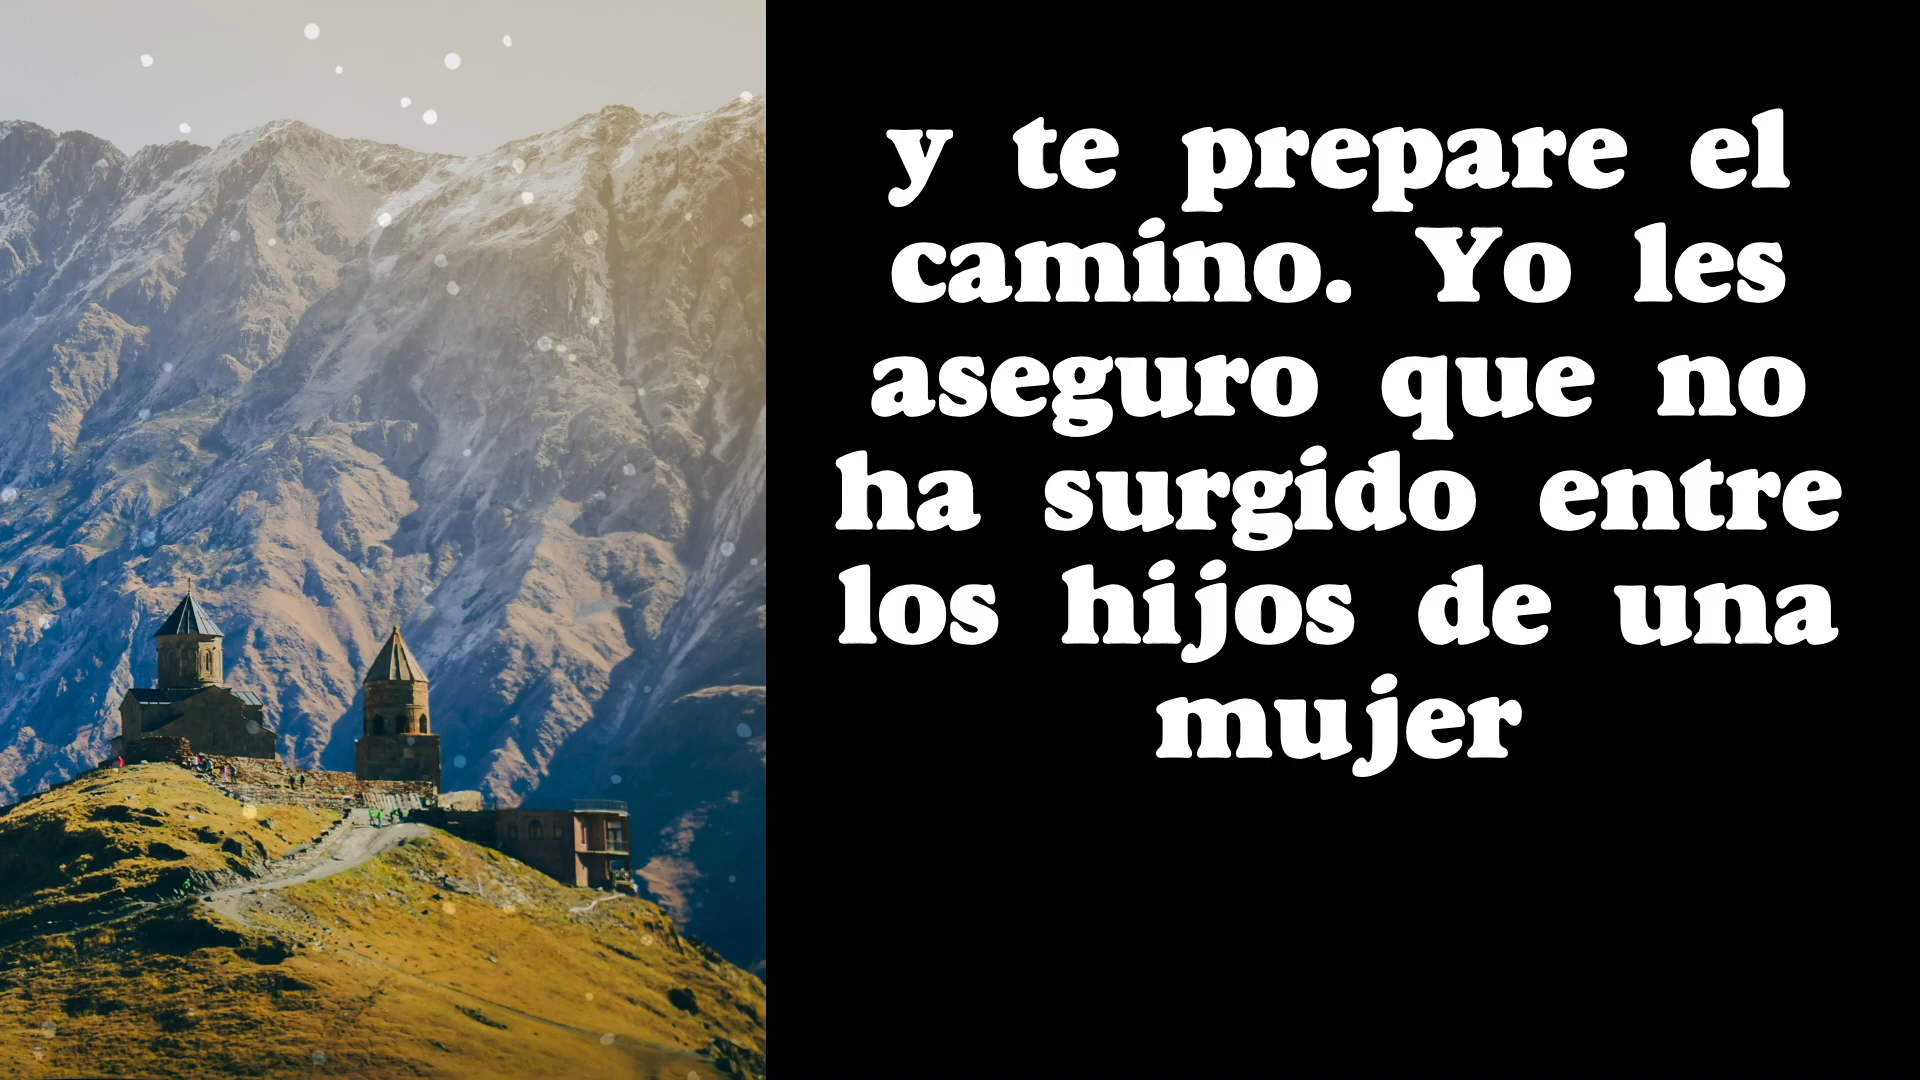 y te prepare el
camino. Yo les
aseguro que no
ha surgido entre
los hijos de una
mujer